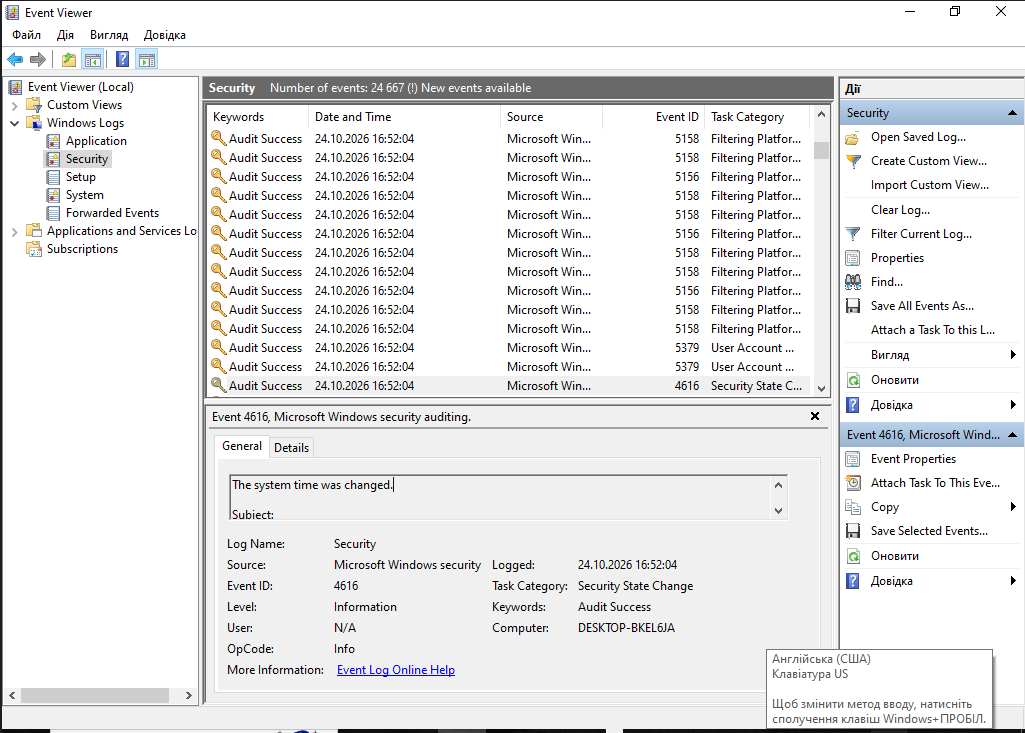 Event Viewer
Файл Дія Вигляд Довідка
Event Viewer (Local)
Custom Views
Windows Logs
Application
Security
Setup
System
Forwarded Events
Applications and Services Lo
Subscriptions
Security Number of events: 24 667 (!) New events available
Keywords Date and Time Source Event ID Task Category
Audit Success 24.10.2026 16:52:04 Microsoft Win... 5158 Filtering Platfor...
Audit Success 24.10.2026 16:52:04 Microsoft Win... 5158 Filtering Platfor...
Audit Success 24.10.2026 16:52:04 Microsoft Win... 5156 Filtering Platfor...
Audit Success 24.10.2026 16:52:04 Microsoft Win... 5158 Filtering Platfor...
Audit Success 24.10.2026 16:52:04 Microsoft Win... 5158 Filtering Platfor...
Audit Success 24.10.2026 16:52:04 Microsoft Win... 5156 Filtering Platfor...
Audit Success 24.10.2026 16:52:04 Microsoft Win... 5158 Filtering Platfor...
Audit Success 24.10.2026 16:52:04 Microsoft Win... 5158 Filtering Platfor...
Audit Success 24.10.2026 16:52:04 Microsoft Win... 5156 Filtering Platfor...
Audit Success 24.10.2026 16:52:04 Microsoft Win... 5158 Filtering Platfor...
Audit Success 24.10.2026 16:52:04 Microsoft Win... 5158 Filtering Platfor...
Audit Success 24.10.2026 16:52:04 Microsoft Win... 5379 User Account ...
Audit Success 24.10.2026 16:52:04 Microsoft Win... 5379 User Account ...
Audit Success 24.10.2026 16:52:04 Microsoft Win... 4616 Security State C...
Event 4616, Microsoft Windows security auditing.
General Details
The system time was changed.
Subject:
Log Name: Security
Source: Microsoft Windows security Logged: 24.10.2026 16:52:04
Event ID: 4616 Task Category: Security State Change
Level: Information Keywords: Audit Success
User: N/A Computer: DESKTOP-BKEL6JA
OpCode: Info
More Information: Event Log Online Help
Дії
Security
Open Saved Log...
Create Custom View...
Import Custom View...
Clear Log...
Filter Current Log...
Properties
Find...
Save All Events As...
Attach a Task To this L...
Вигляд
Оновити
Довідка
Event 4616, Microsoft Wind...
Event Properties
Attach Task To This Eve...
Copy
Save Selected Events...
Оновити
Довідка
Англійська (США)
Клавіатура US
Щоб змінити метод вводу, натисніть
сполучення клавіш Windows+ПРОБІЛ.